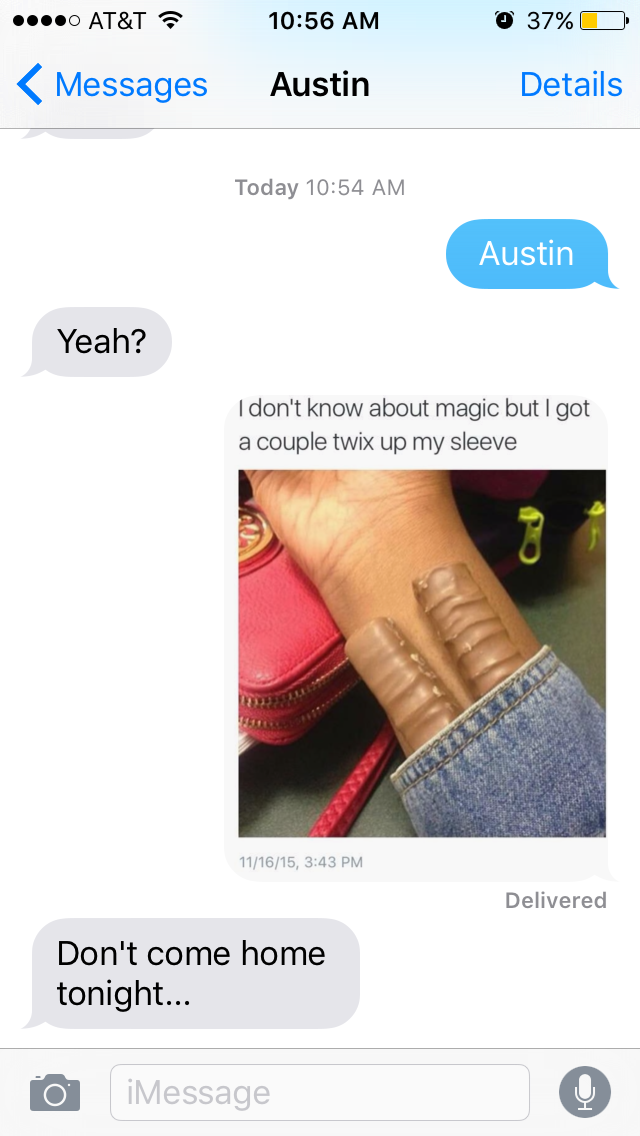 AT&T 10:56 AM 37%
Messages Austin Details
Today 10:54 AM
Austin
Yeah?
I don't know about magic but I got
a couple twix up my sleeve
11/16/15, 3:43 PM
Delivered
Don't come home
tonight...
iMessage